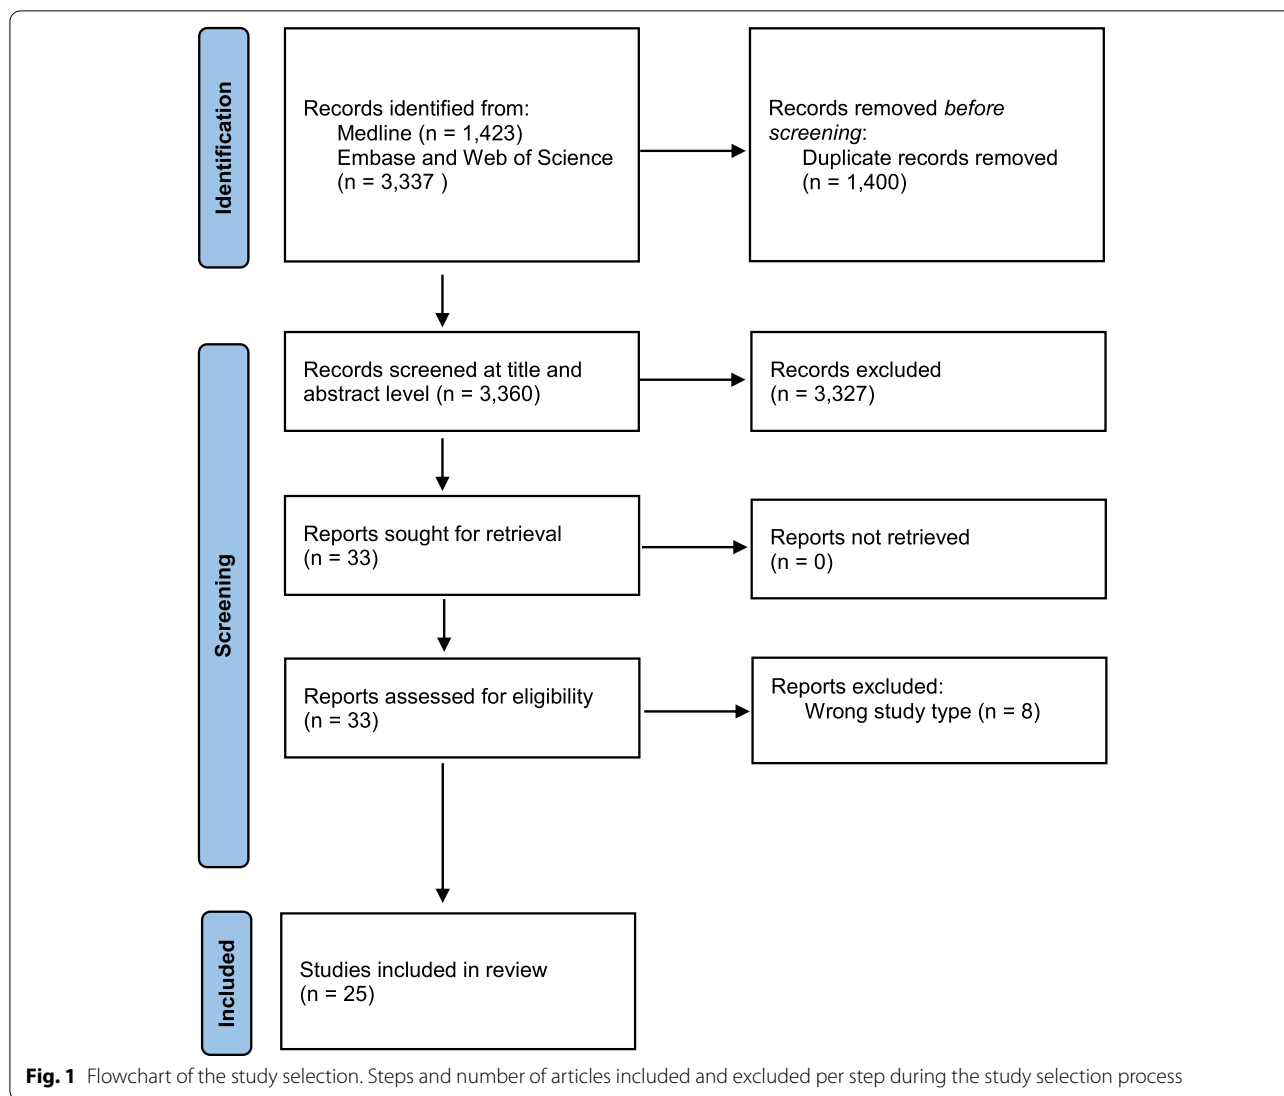 Identification
Records identified from:
Medline (n = 1,423)
Embase and Web of Science
(n = 3,337 )
Records removed before
screening:
Duplicate records removed
(n = 1,400)
Screening
Records screened at title and
abstract level (n = 3,360)
Records excluded
(n = 3,327)
Reports sought for retrieval
(n = 33)
Reports not retrieved
(n = 0)
Reports assessed for eligibility
(n = 33)
Reports excluded:
Wrong study type (n = 8)
Included
Studies included in review
(n = 25)
Fig. 1 Flowchart of the study selection. Steps and number of articles included and excluded per step during the study selection process